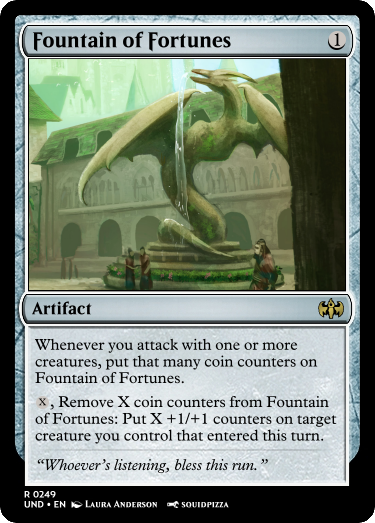 Fountain of Fortunes 1
Artifact
Whenever you attack with one or more
creatures, put that many coin counters on
Fountain of Fortunes.
X, Remove X coin counters from Fountain
of Fortunes: Put X +1/+1 counters on target
creature you control that entered this turn.
“Whoever's listening, bless this run.”
R 0249
UND • EN Laura Anderson squidpizza